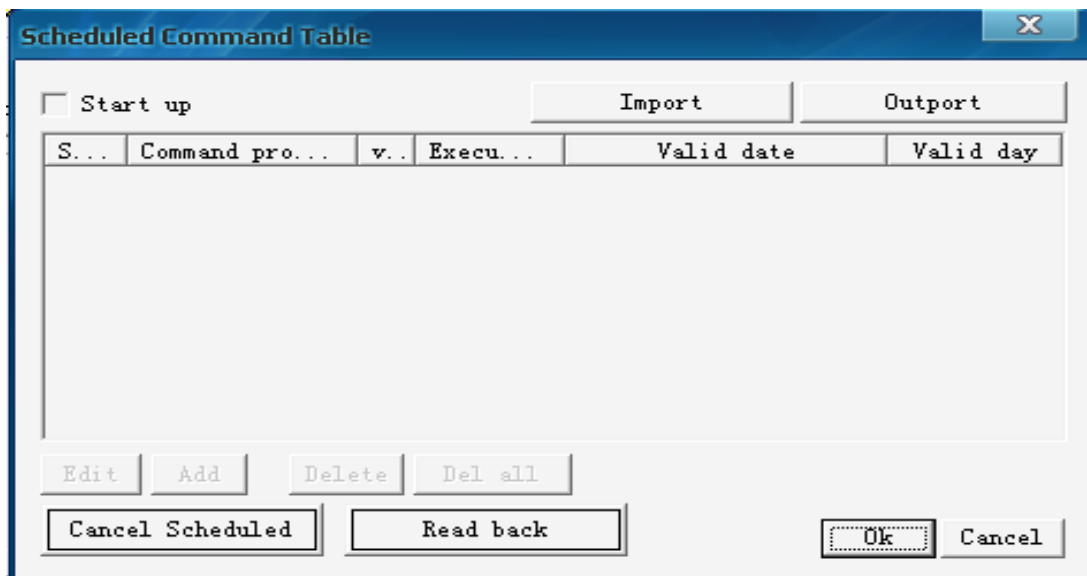 Scheduled Command Table
Start up Import Outport
S... Command pro... v.. Execu... Valid date Valid day
Edit Add Delete Del all
Cancel Scheduled Read back Ok Cancel